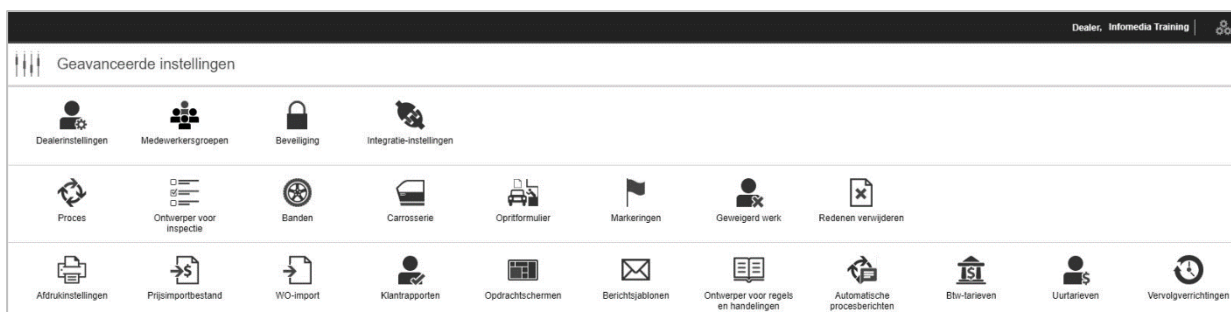 Dealer, Infomedia Training
Geavanceerde instellingen
Dealerinstellingen
Medewerkersgroepen
Beveiliging
Integratie-instellingen
Proces
Ontwerper voor
inspectie
Banden
Carrosserie
Opritformulier
Markeringen
Geweigerd werk
Redenen verwijderen
Afdrukinstellingen
Prijsimportbestand
WO-import
Klantrapporten
Opdrachtschermen
Berichtsjablonen
Ontwerper voor regels
en handelingen
Automatische
procesberichten
Btw-tarieven
Uurtarieven
Vervolgverrichtingen